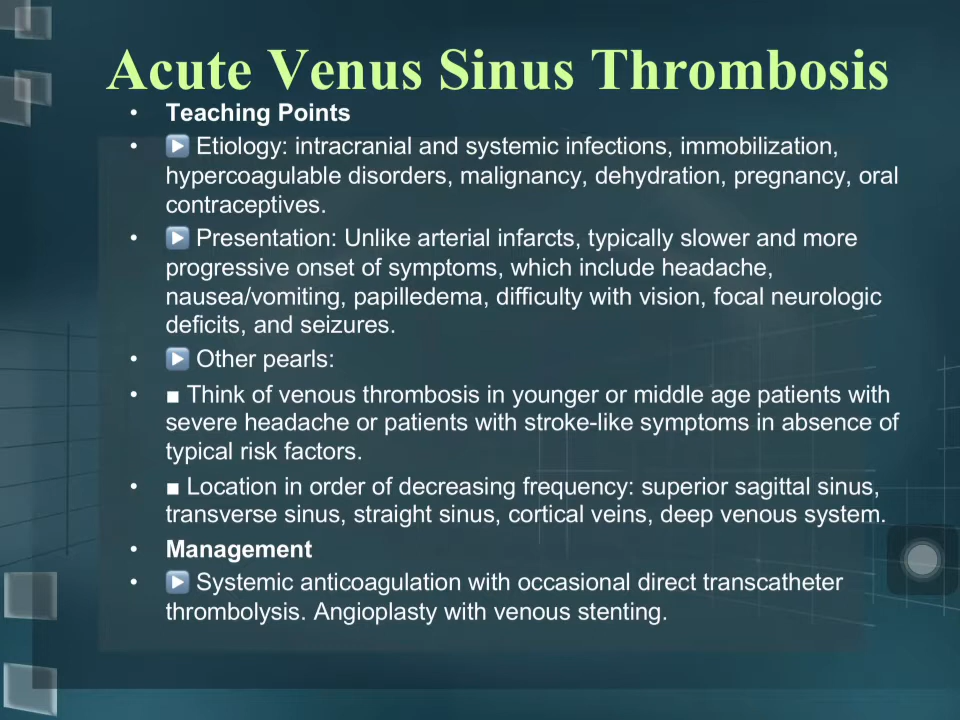 Acute Venus Sinus Thrombosis
• Teaching Points
• ▶ Etiology: intracranial and systemic infections, immobilization,
hypercoagulable disorders, malignancy, dehydration, pregnancy, oral
contraceptives.
• ▶ Presentation: Unlike arterial infarcts, typically slower and more
progressive onset of symptoms, which include headache,
nausea/vomiting, papilledema, difficulty with vision, focal neurologic
deficits, and seizures.
• ▶ Other pearls:
• ■ Think of venous thrombosis in younger or middle age patients with
severe headache or patients with stroke-like symptoms in absence of
typical risk factors.
• ■ Location in order of decreasing frequency: superior sagittal sinus,
transverse sinus, straight sinus, cortical veins, deep venous system.
• Management
• ▶ Systemic anticoagulation with occasional direct transcatheter
thrombolysis. Angioplasty with venous stenting.